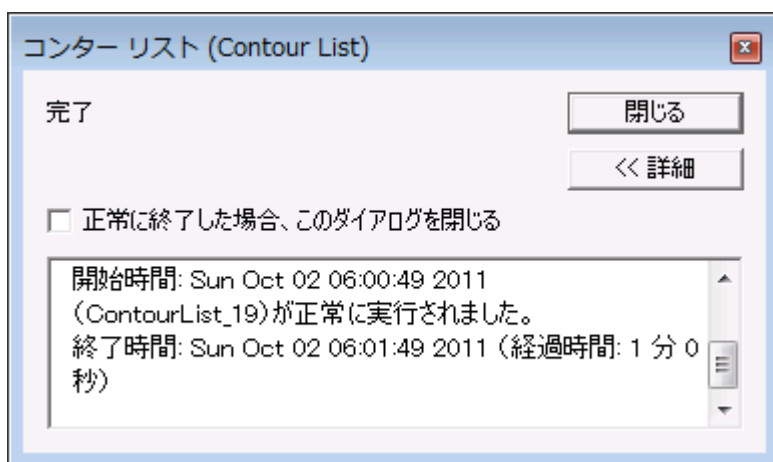 コンター リスト (Contour List)
完了
閉じる
<< 詳細
正常に終了した場合、このダイアログを閉じる
開始時間: Sun Oct 02 06:00:49 2011
(ContourList_19)が正常に実行されました。
終了時間: Sun Oct 02 06:01:49 2011 (経過時間: 1 分 0
秒)